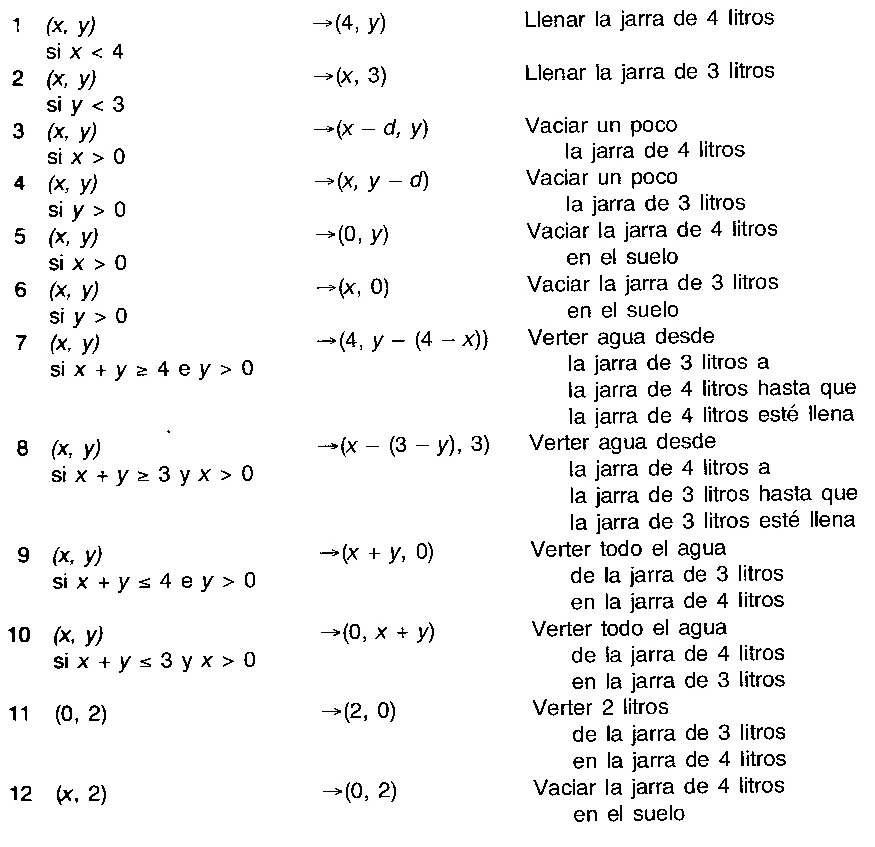 1 (x, y) →(4, y) Llenar la jarra de 4 litros
si x < 4
2 (x, y) →(x, 3) Llenar la jarra de 3 litros
si y < 3
3 (x, y) →(x − d, y) Vaciar un poco
si x > 0 la jarra de 4 litros
4 (x, y) →(x, y − d) Vaciar un poco
si y > 0 la jarra de 3 litros
5 (x, y) →(0, y) Vaciar la jarra de 4 litros
si x > 0 en el suelo
6 (x, y) →(x, 0) Vaciar la jarra de 3 litros
si y > 0 en el suelo
7 (x, y) →(4, y − (4 − x)) Verter agua desde
si x + y ≥ 4 e y > 0 la jarra de 3 litros a
la jarra de 4 litros hasta que
la jarra de 4 litros esté llena
8 (x, y) →(x − (3 − y), 3) Verter agua desde
si x + y ≥ 3 y x > 0 la jarra de 4 litros a
la jarra de 3 litros hasta que
la jarra de 3 litros esté llena
9 (x, y) →(x + y, 0) Verter todo el agua
si x + y ≤ 4 e y > 0 de la jarra de 3 litros
en la jarra de 4 litros
10 (x, y) →(0, x + y) Verter todo el agua
si x + y ≤ 3 y x > 0 de la jarra de 4 litros
en la jarra de 3 litros
11 (0, 2) →(2, 0) Verter 2 litros
de la jarra de 3 litros
en la jarra de 4 litros
12 (x, 2) →(0, 2) Vaciar la jarra de 4 litros
en el suelo